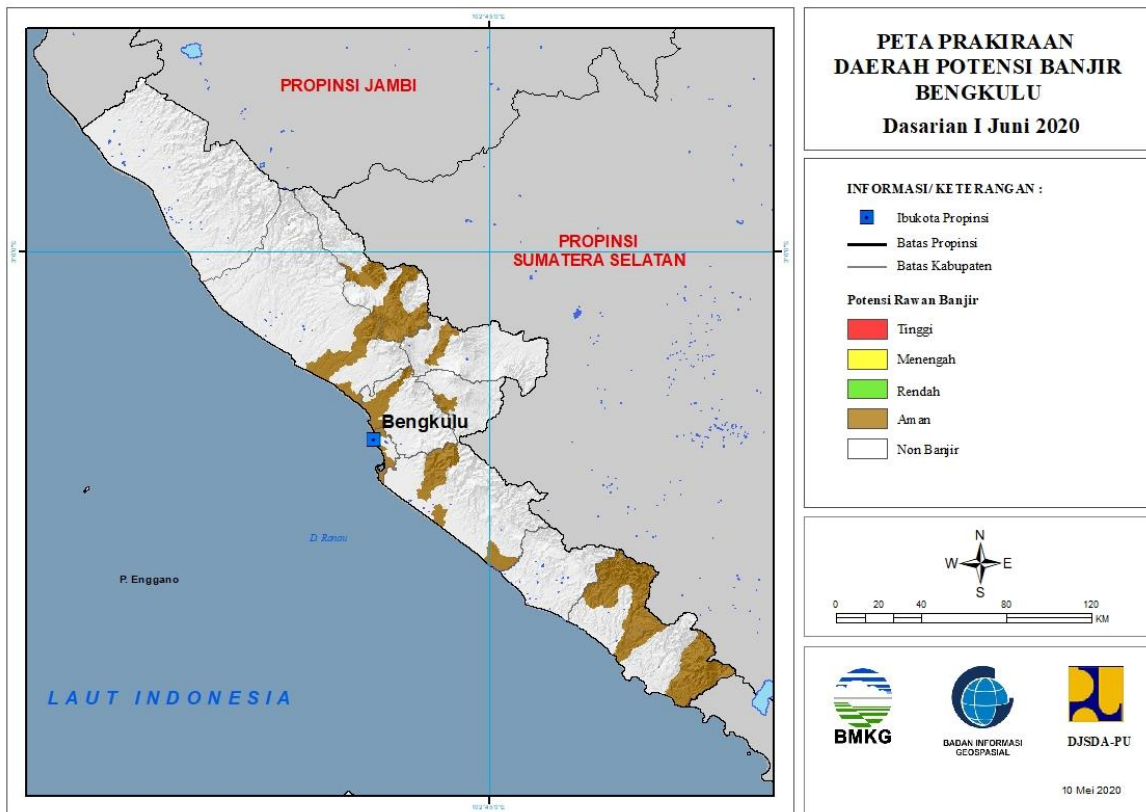 PETA PRAKIRAAN
DAERAH POTENSI BANJIR
BENGKULU
Dasarian I Juni 2020
PROPINSI JAMBI
PROPINSI
SUMATERA SELATAN
Bengkulu
D. Ranau
P. Enggano
LAUT INDONESIA
INFORMASI/ KETERANGAN :
Ibukota Propinsi
Batas Propinsi
Batas Kabupaten
Potensi Rawan Banjir
Tinggi
Menengah
Rendah
Aman
Non Banjir
N
W E
S
0 20 40 80 120
KM
BMKG
BADAN INFORMASI
GEOSPASIAL
DJSDA-PU
10 Mei 2020